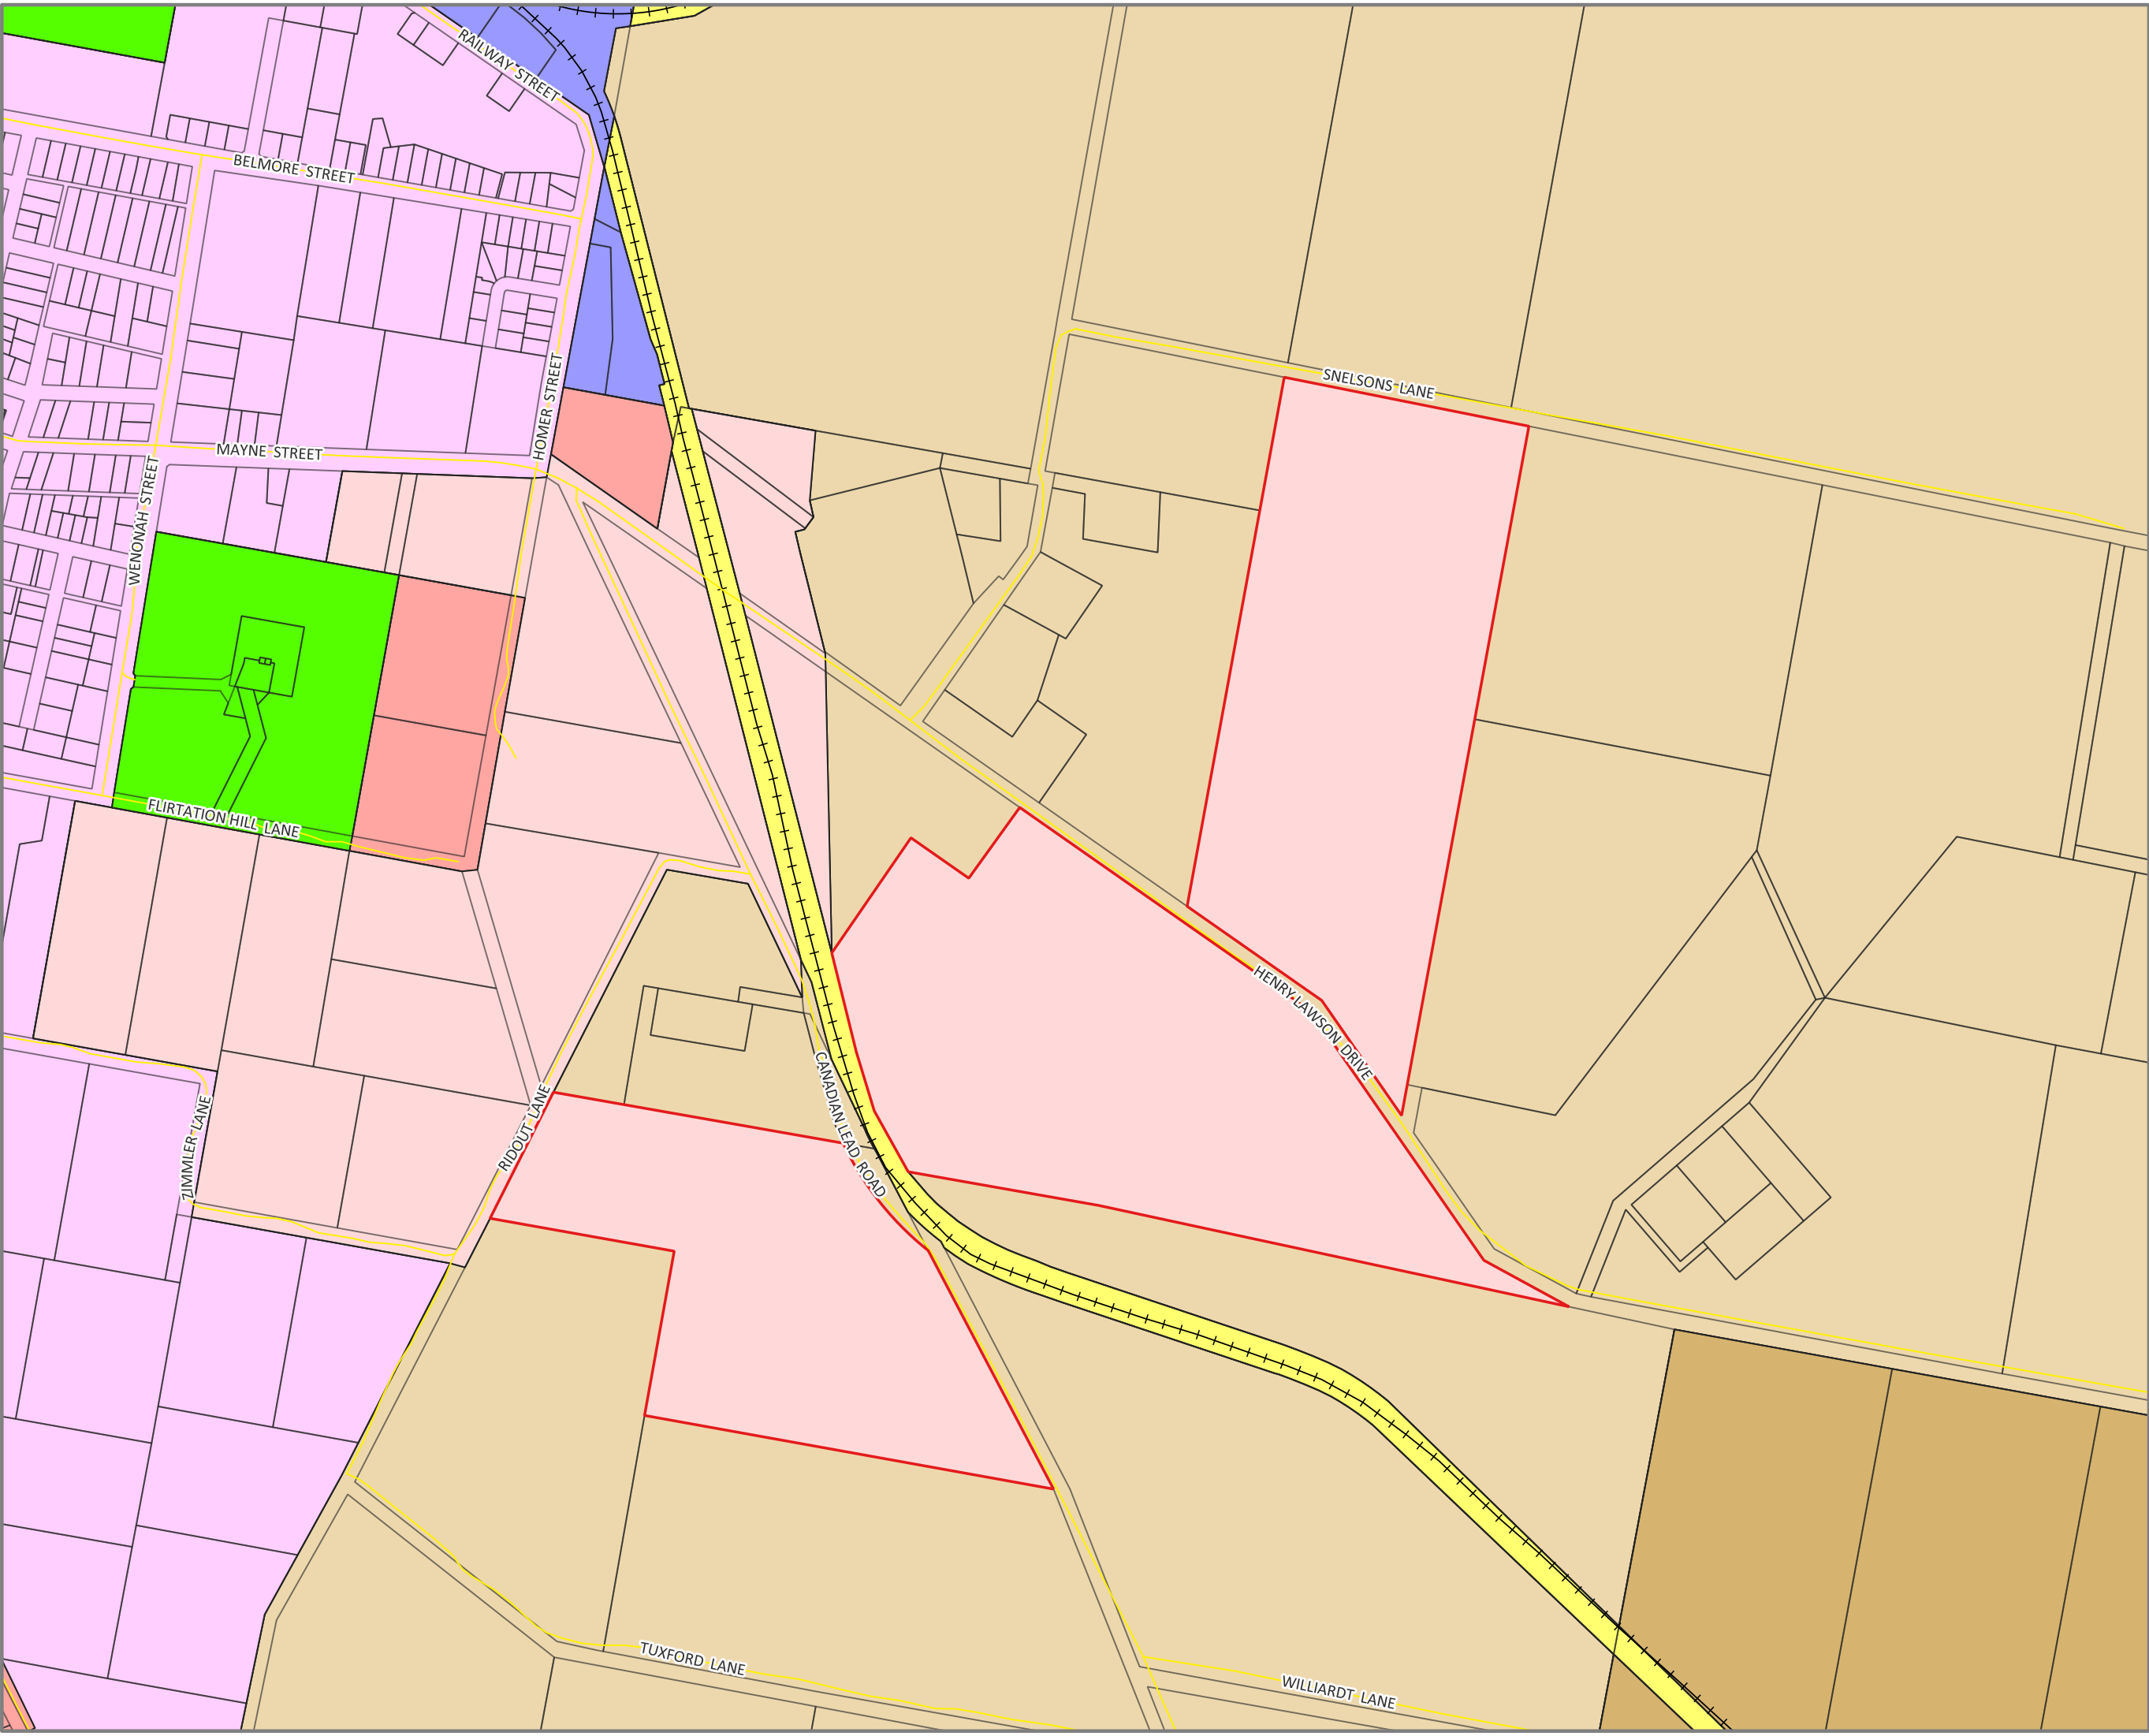 RAILWAY STREET
BELMORE STREET
SNELSONS LANE
HOMER STREET
MAYNE STREET
WENONAH STREET
FLIRTATION HILL LANE
HENRY LAWSON DRIVE
CANADIAN LEAD ROAD
RIDOUT LANE
ZIMMLER LANE
TUXFORD LANE
WILLIARDT LANE